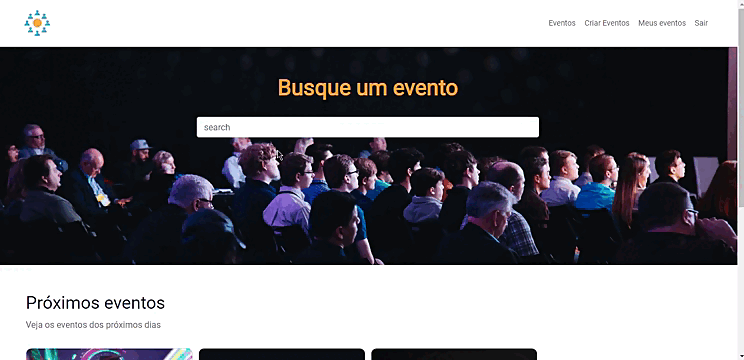 Eventos Criar Eventos Meus eventos Sair
Busque um evento
search
Próximos eventos
Veja os eventos dos próximos dias